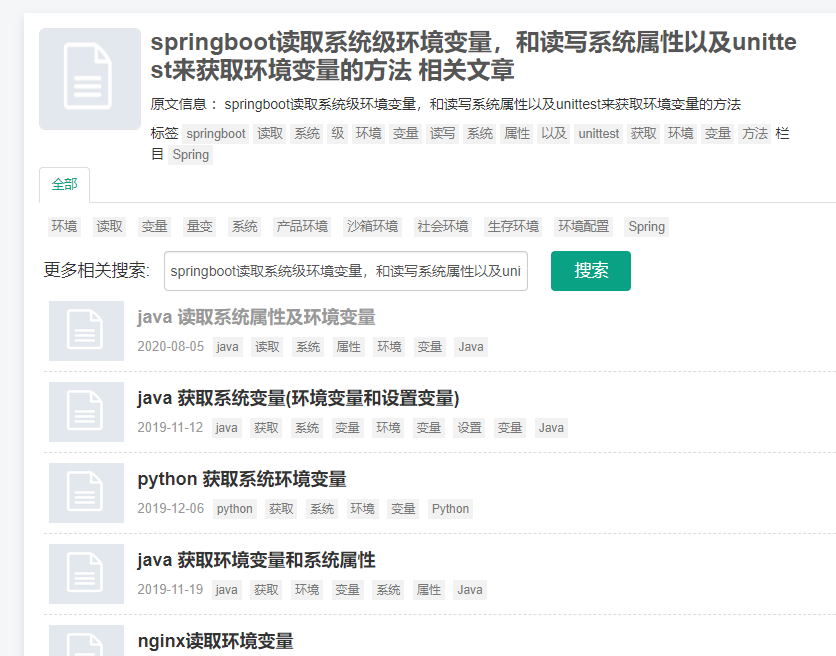 springboot读取系统级环境变量，和读写系统属性以及unitte
st来获取环境变量的方法 相关文章
原文信息 ：springboot读取系统级环境变量，和读写系统属性以及unittest来获取环境变量的方法
标签 springboot 读取 系统 级 环境 变量 读写 系统 属性 以及 unittest 获取 环境 变量 方法 栏
目 Spring
全部
环境 读取 变量 量变 系统 产品环境 沙箱环境 社会环境 生存环境 环境配置 Spring
更多相关搜索: springboot读取系统级环境变量，和读写系统属性以及uni 搜索
java 读取系统属性及环境变量
2020-08-05 java 读取 系统 属性 环境 变量 Java
java 获取系统变量(环境变量和设置变量)
2019-11-12 java 获取 系统 变量 环境 变量 设置 变量 Java
python 获取系统环境变量
2019-12-06 python 获取 系统 环境 变量 Python
java 获取环境变量和系统属性
2019-11-19 java 获取 环境 变量 系统 属性 Java
nginx读取环境变量